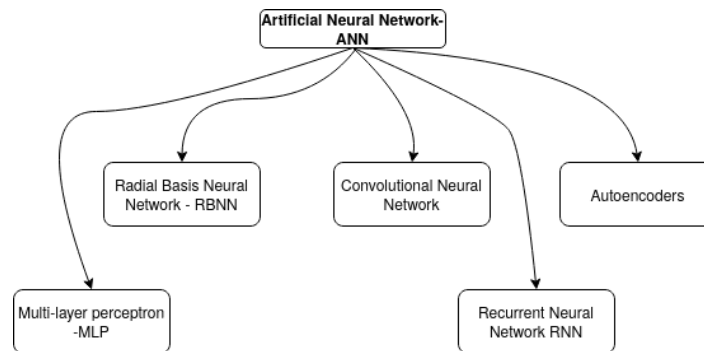 Artificial Neural Network-
ANN
Radial Basis Neural
Network - RBNN
Convolutional Neural
Network
Autoencoders
Multi-layer perceptron
-MLP
Recurrent Neural
Network RNN